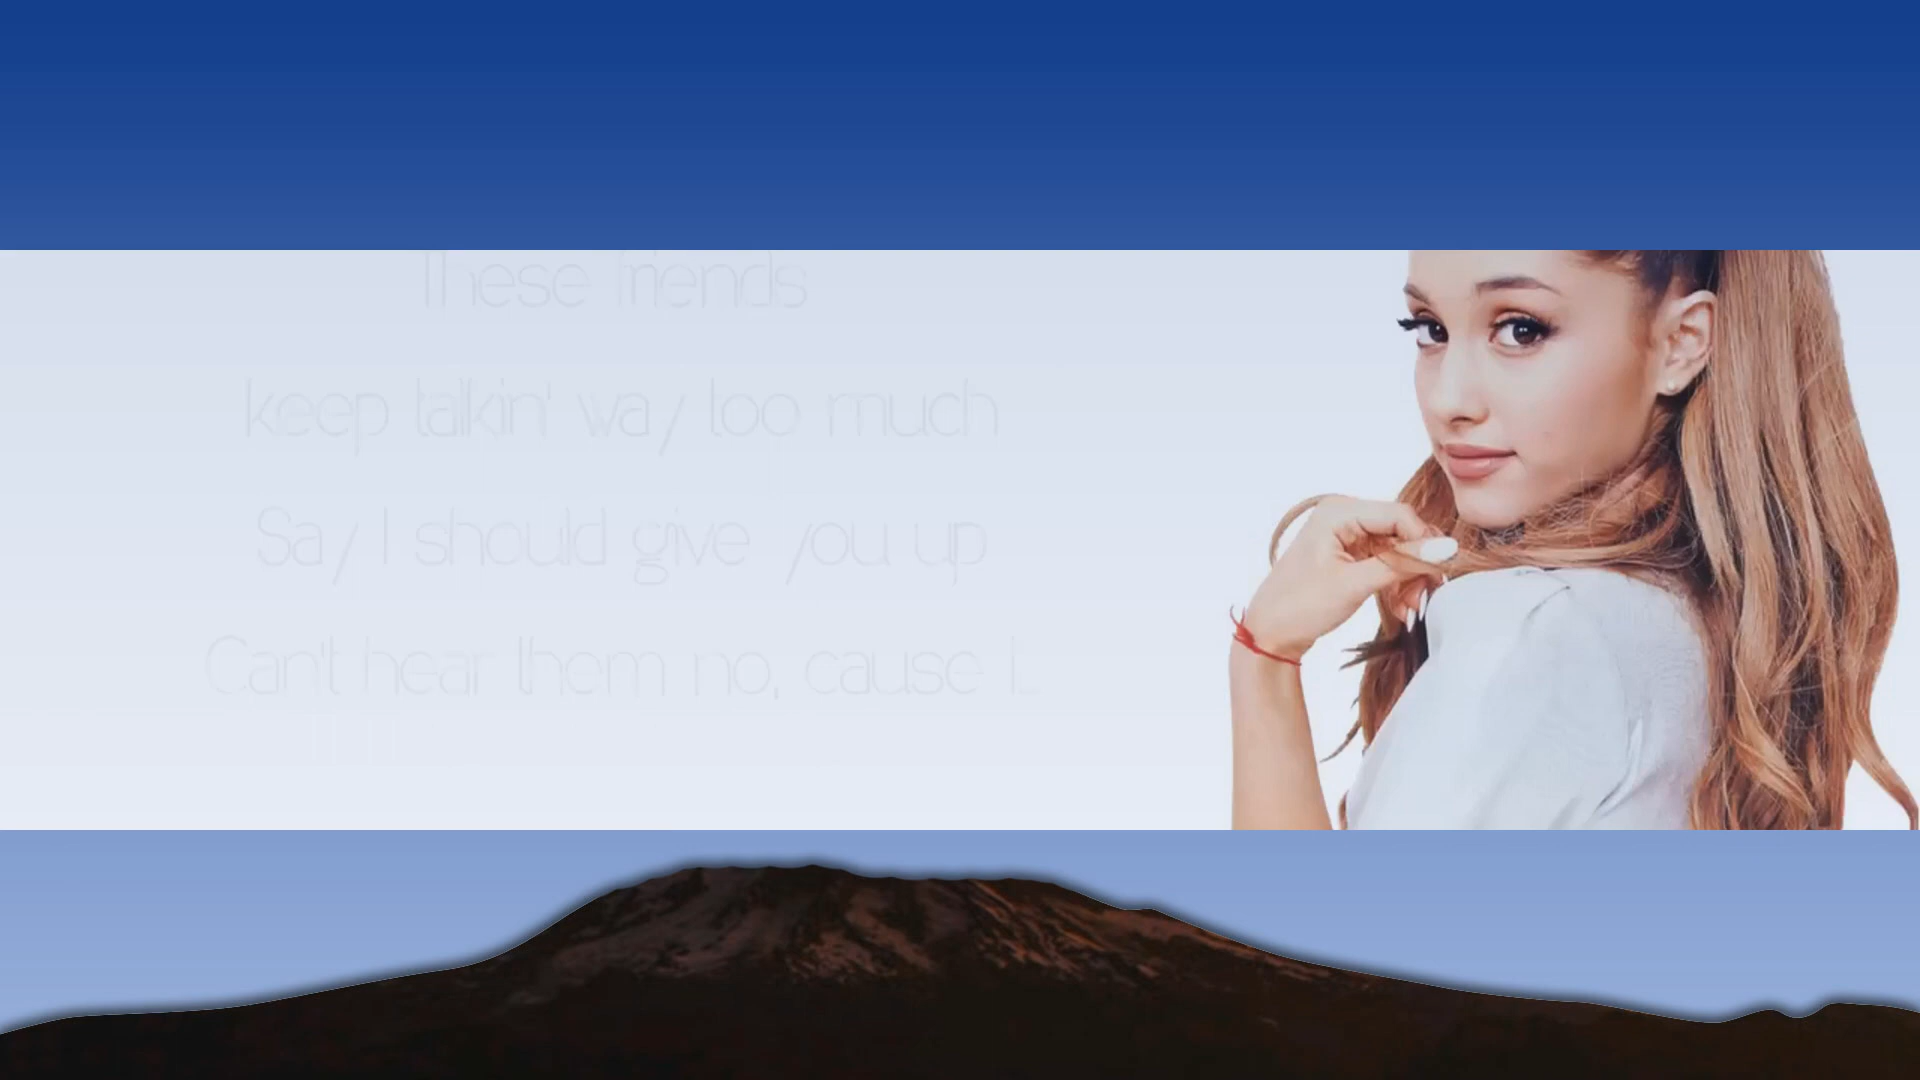 These friends
keep talkin' way too much
Say I should give you up
Can't hear them no, cause I...